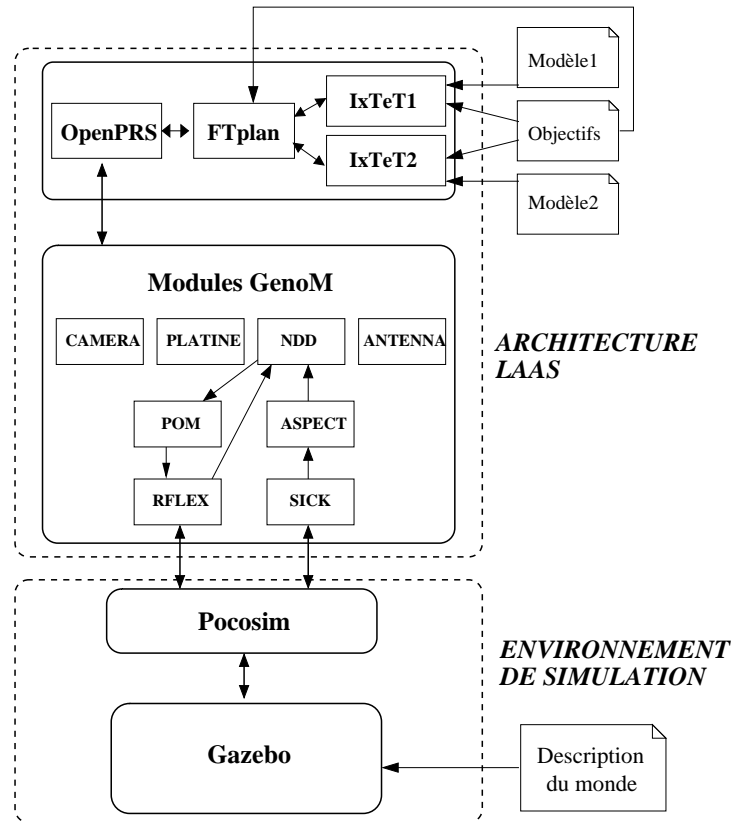 Modèle1
IxTeT1
OpenPRS
FTplan
Objectifs
IxTeT2
Modèle2
Modules GenoM
CAMERA
PLATINE
NDD
ANTENNA
ARCHITECTURE
LAAS
POM
ASPECT
RFLEX
SICK
Pocosim
ENVIRONNEMENT
DE SIMULATION
Gazebo
Description
du monde